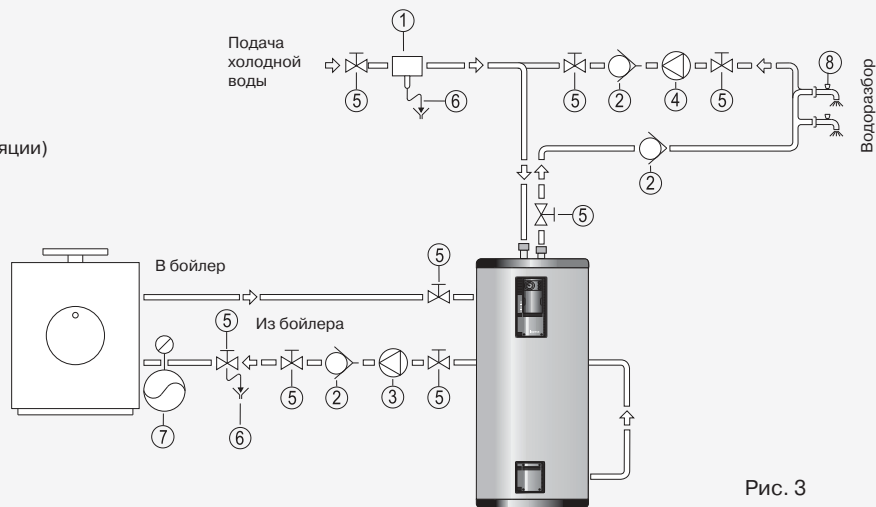 Подача
холодной
воды
1
5
6
5
2
4
5
8
Водоразбор
2
5
яции)
В бойлер
5
5
Из бойлера
5
2
3
5
7
6
Рис. 3